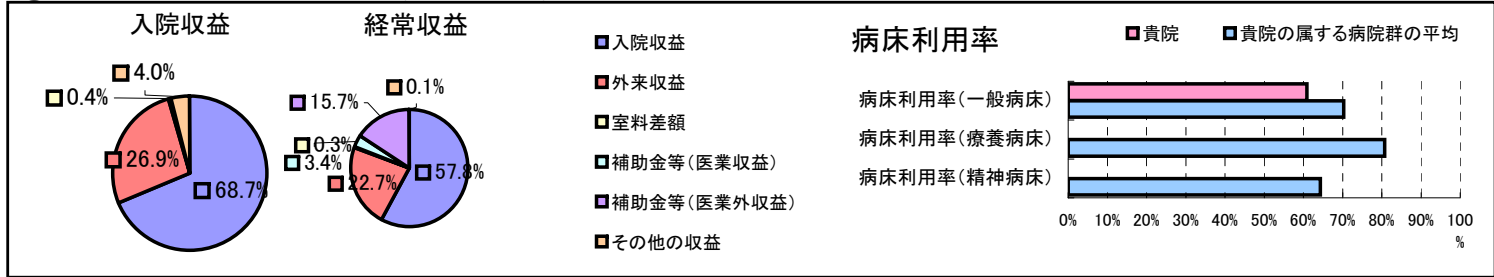 入院収益
4.0%
0.4%
26.9%
68.7%
経常収益
0.1%
15.7%
0.3%
3.4%
22.7%
57.8%
入院収益
外来収益
室料差額
補助金等(医業収益)
補助金等(医業外収益)
その他の収益
病床利用率
貴院
貴院の属する病院群の平均
病床利用率(一般病床)
病床利用率(療養病床)
病床利用率(精神病床)
0% 10% 20% 30% 40% 50% 60% 70% 80% 90% 100
%